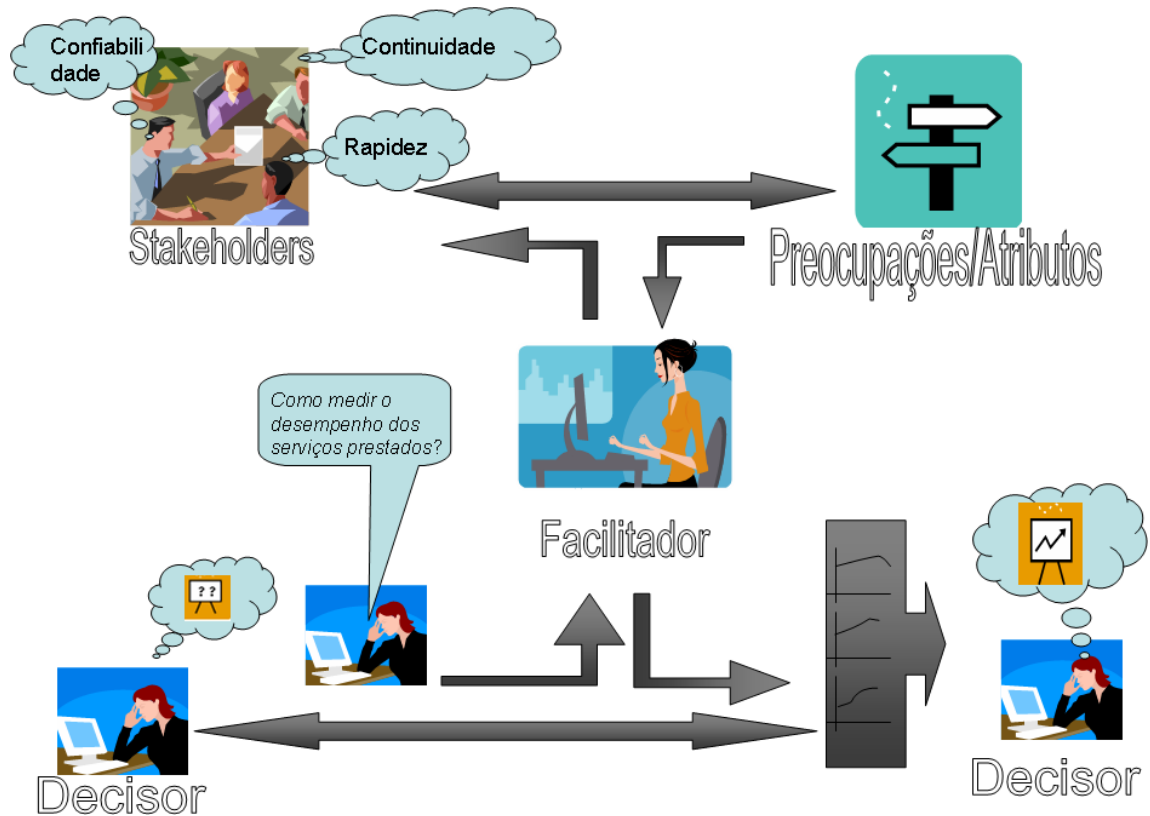 Confiabili
dade
Continuidade
Rapidez
Stakeholders
Preocupações/Atributos
Como medir o
desempenho dos
serviços prestados?
Facilitador
? ?
Decisor
Decisor